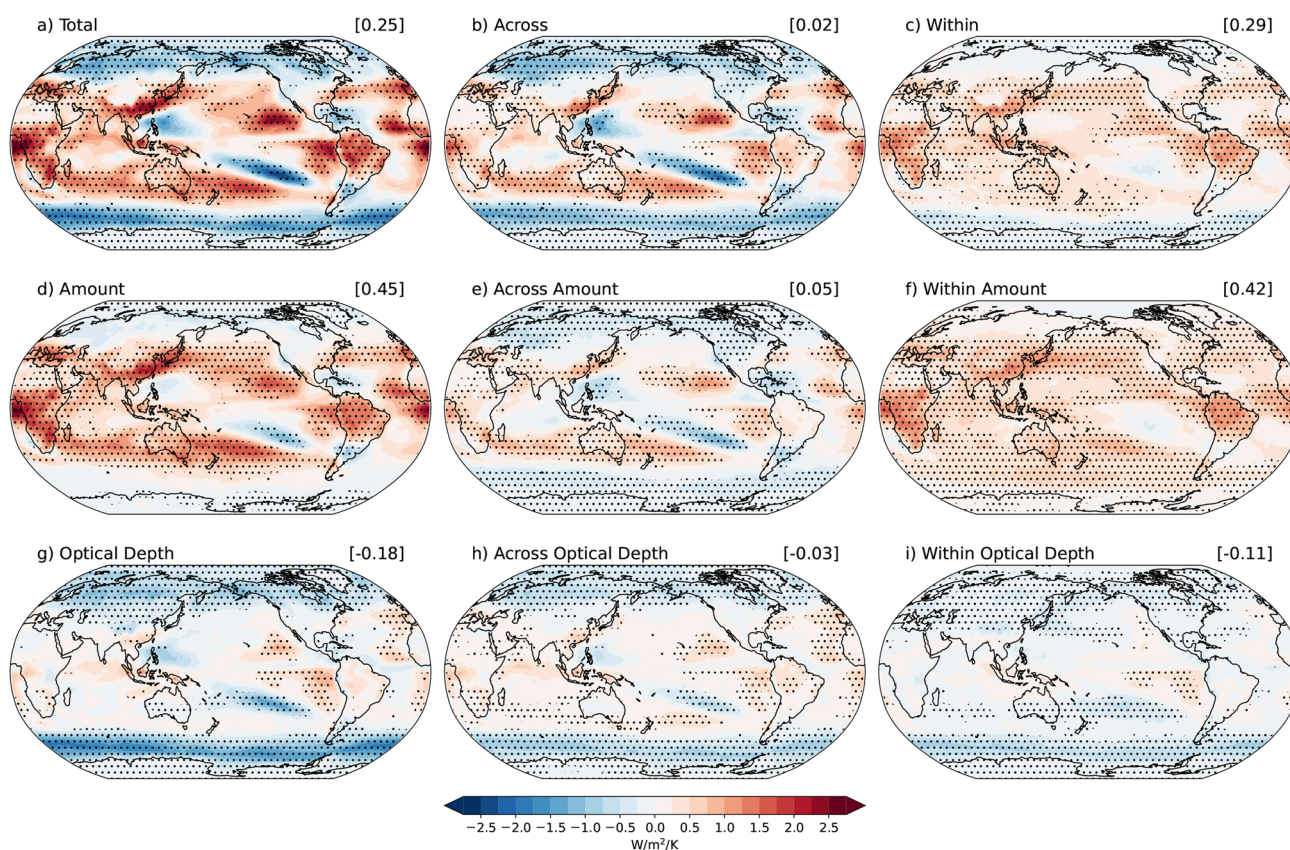 a) Total [0.25] b) Across [0.02] c) Within [0.29]
d) Amount [0.45] e) Across Amount [0.05] f) Within Amount [0.42]
g) Optical Depth [-0.18] h) Across Optical Depth [-0.03] i) Within Optical Depth [-0.11]
−2.5 −2.0 −1.5 −1.0 −0.5 0.0 0.5 1.0 1.5 2.0 2.5
W/m²/K